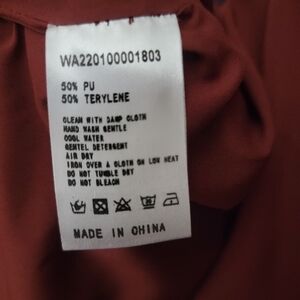 WA220100001803
50% PU
50% TERYLENE
CLEAN WITH DAMP CLOTH
HAND WASH GENTLE
COOL WATER
GENTEL DETERGENT
AIR DRY
IRON OVER A CLOTH ON LOW HEAT
DO NOT TUMBLE DRY
DO NOT BLEACH
MADE IN CHINA